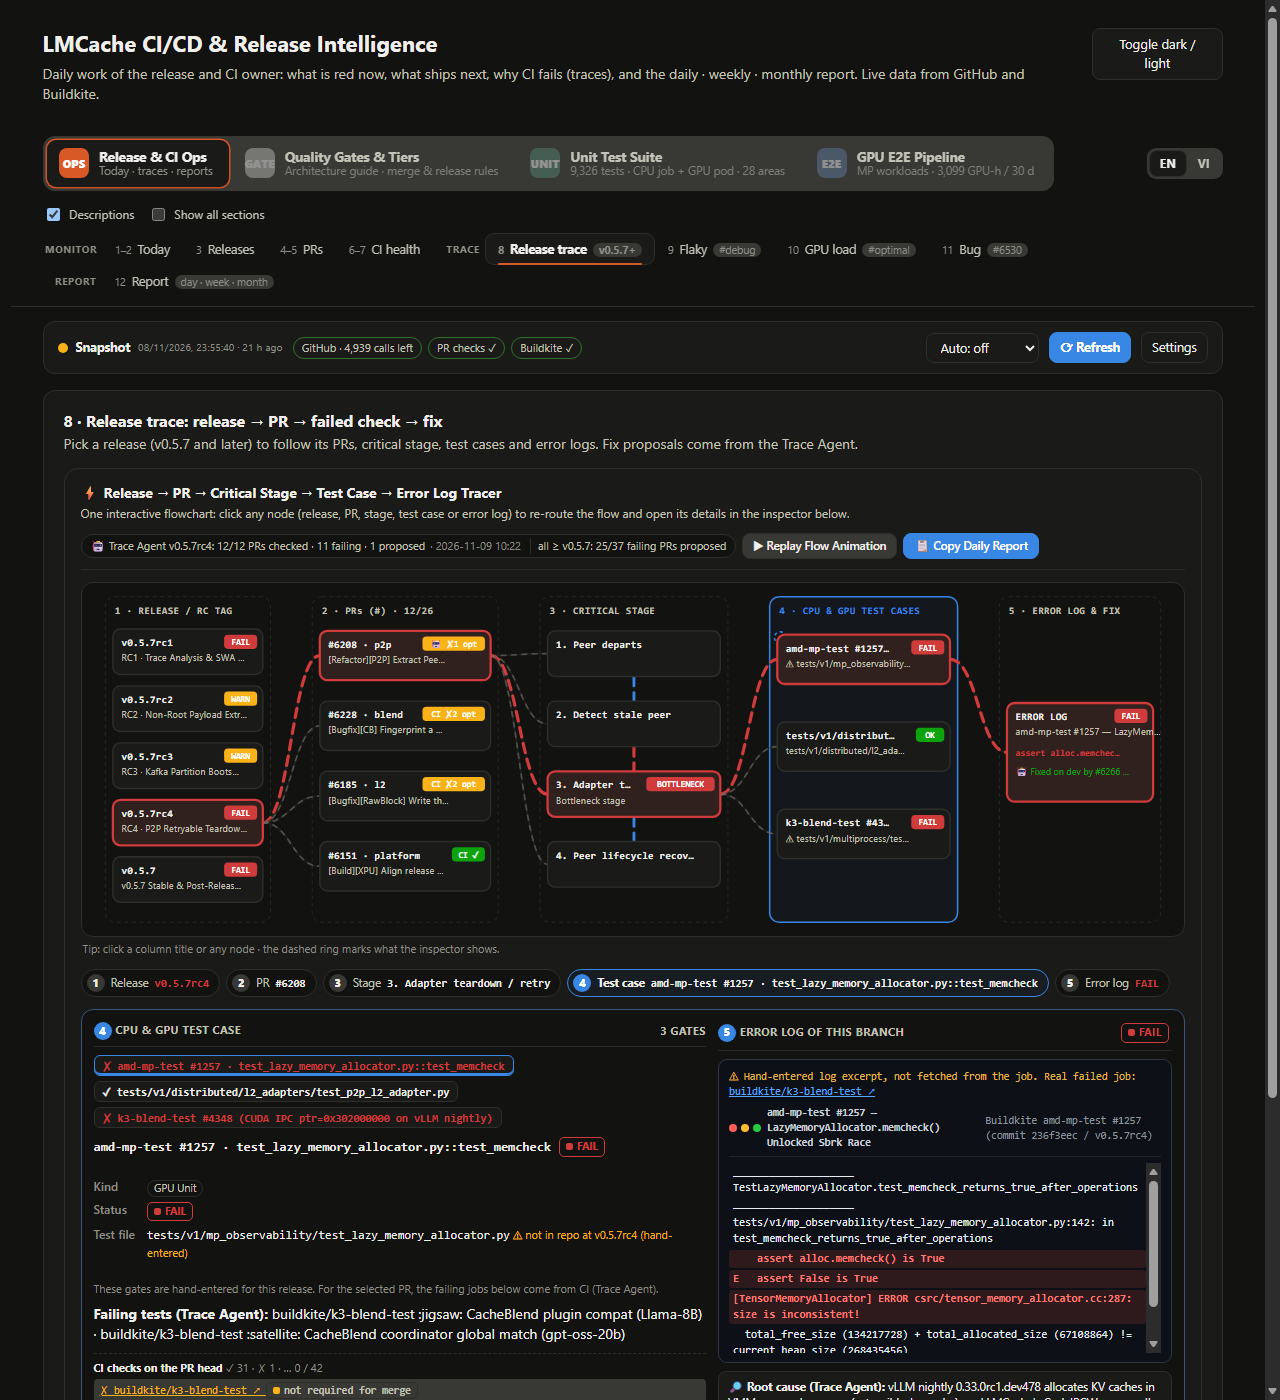 LMCache CI/CD & Release Intelligence
Toggle dark / light
Daily work of the release and CI owner: what is red now, what ships next, why CI fails (traces), and the daily · weekly · monthly report. Live data from GitHub and
Buildkite.
OPS Release & CI Ops
Today · traces · reports
GATE Quality Gates & Tiers
Architecture guide · merge & release rules
UNIT Unit Test Suite
9,326 tests · CPU job + GPU pod · 28 areas
E2E GPU E2E Pipeline
MP workloads · 3,099 GPU-h / 30 d
EN VI
Descriptions Show all sections
MONITOR 1–2 Today 3 Releases 4–5 PRs 6–7 CI health TRACE 8 Release trace v0.5.7+ 9 Flaky #debug 10 GPU load #optimal 11 Bug #6530
REPORT 12 Report day · week · month
Snapshot 08/11/2026, 23:55:40 · 21 h ago GitHub · 4,939 calls left PR checks ✓ Buildkite ✓ Auto: off ⟳ Refresh Settings
8 · Release trace: release → PR → failed check → fix
Pick a release (v0.5.7 and later) to follow its PRs, critical stage, test cases and error logs. Fix proposals come from the Trace Agent.
Release → PR → Critical Stage → Test Case → Error Log Tracer
One interactive flowchart: click any node (release, PR, stage, test case or error log) to re-route the flow and open its details in the inspector below.
Trace Agent v0.5.7rc4: 12/12 PRs checked · 11 failing · 1 proposed · 2026-11-09 10:22 all ≥ v0.5.7: 25/37 failing PRs proposed ▶ Replay Flow Animation Copy Daily Report
1 · RELEASE / RC TAG
v0.5.7rc1 FAIL
RC1 · Trace Analysis & SWA ...
v0.5.7rc2 WARN
RC2 · Non-Root Payload Extr...
v0.5.7rc3 WARN
RC3 · Kafka Partition Boots...
v0.5.7rc4 FAIL
RC4 · P2P Retryable Teardow...
v0.5.7 FAIL
v0.5.7 Stable & Post-Releas...
2 · PRs (#) · 12/26
#6208 · p2p ✗1 opt
[Refactor][P2P] Extract Pee...
#6228 · blend CI ✗2 opt
[Bugfix][CB] Fingerprint a ...
#6185 · l2 CI ✗2 opt
[Bugfix][RawBlock] Write th...
#6151 · platform CI ✓
[Build][XPU] Align release ...
3 · CRITICAL STAGE
1. Peer departs
2. Detect stale peer
3. Adapter t… BOTTLENECK
Bottleneck stage
4. Peer lifecycle recov…
4 · CPU & GPU TEST CASES
amd-mp-test #1257… FAIL
⚠ tests/v1/mp_observability...
tests/v1/distribut… OK
tests/v1/distributed/l2_ada...
k3-blend-test #43… FAIL
⚠ tests/v1/multiprocess/tes...
5 · ERROR LOG & FIX
ERROR LOG FAIL
amd-mp-test #1257 — LazyMem...
assert alloc.memchec…
Fixed on dev by #6266 ...
Tip: click a column title or any node · the dashed ring marks what the inspector shows.
1 Release v0.5.7rc4 2 PR #6208 3 Stage 3. Adapter teardown / retry 4 Test case amd-mp-test #1257 · test_lazy_memory_allocator.py::test_memcheck 5 Error log FAIL
4 CPU & GPU TEST CASE 3 GATES
✗ amd-mp-test #1257 · test_lazy_memory_allocator.py::test_memcheck
✓ tests/v1/distributed/l2_adapters/test_p2p_l2_adapter.py
✗ k3-blend-test #4348 (CUDA IPC ptr=0x302000000 on vLLM nightly)
amd-mp-test #1257 · test_lazy_memory_allocator.py::test_memcheck FAIL
Kind GPU Unit
Status FAIL
Test file tests/v1/mp_observability/test_lazy_memory_allocator.py ⚠ not in repo at v0.5.7rc4 (hand-
entered)
These gates are hand-entered for this release. For the selected PR, the failing jobs below come from CI (Trace Agent).
Failing tests (Trace Agent): buildkite/k3-blend-test :jigsaw: CacheBlend plugin compat (Llama-8B)
· buildkite/k3-blend-test :satellite: CacheBlend coordinator global match (gpt-oss-20b)
CI checks on the PR head ✓ 31 · ✗ 1 · … 0 / 42
✗ buildkite/k3-blend-test ↗ not required for merge
5 ERROR LOG OF THIS BRANCH FAIL
⚠ Hand-entered log excerpt, not fetched from the job. Real failed job:
buildkite/k3-blend-test ↗
amd-mp-test #1257 —
LazyMemoryAllocator.memcheck()
Unlocked Sbrk Race
Buildkite amd-mp-test #1257
(commit 236f3eec / v0.5.7rc4)
___________________
TestLazyMemoryAllocator.test_memcheck_returns_true_after_operations
___________________
tests/v1/mp_observability/test_lazy_memory_allocator.py:142: in
test_memcheck_returns_true_after_operations
assert alloc.memcheck() is True
E assert False is True
[TensorMemoryAllocator] ERROR csrc/tensor_memory_allocator.cc:287:
size is inconsistent!
total_free_size (134217728) + total_allocated_size (67108864) !=
current_heap_size (268435456)
Root cause (Trace Agent): vLLM nightly 0.33.0rc1.dev478 allocates KV caches in